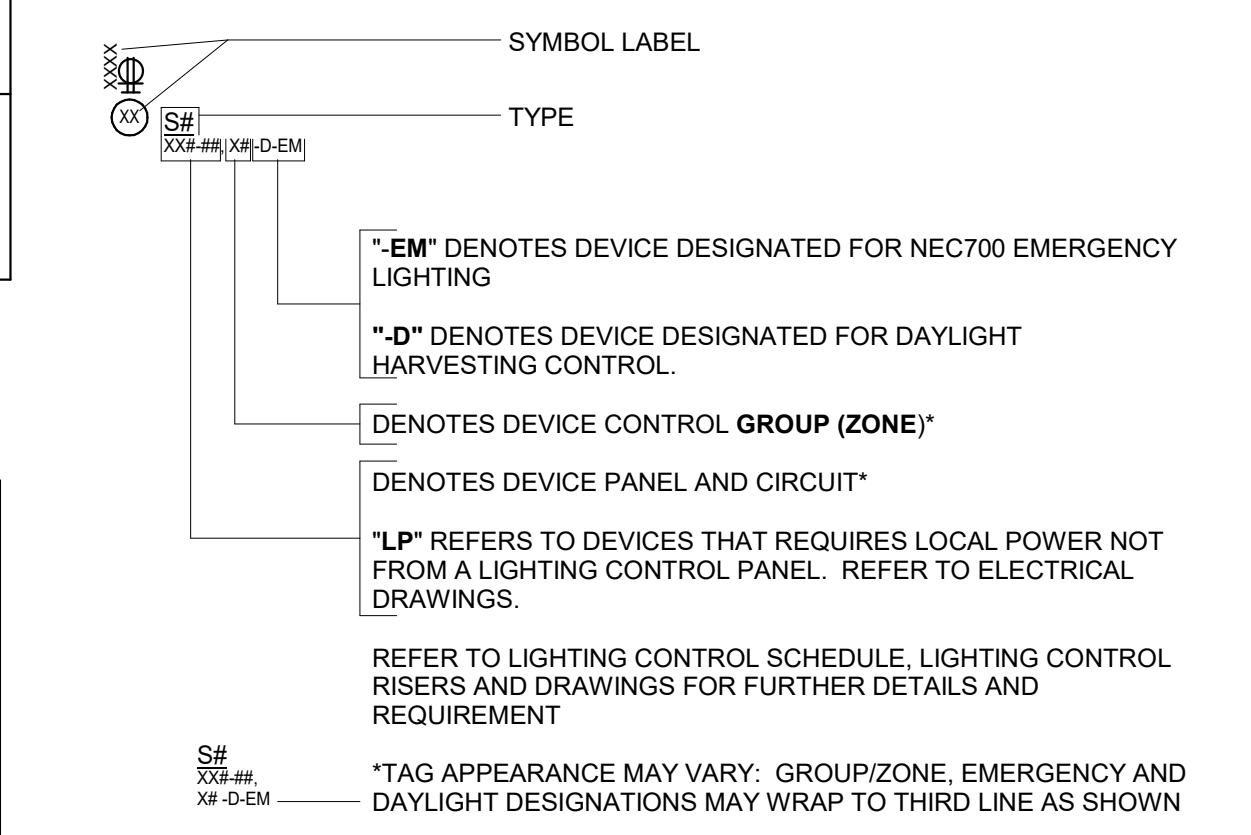 XXXX
SYMBOL LABEL
XX
S#
TYPE
XX#-##, X# -D-EM
"-EM" DENOTES DEVICE DESIGNATED FOR NEC700 EMERGENCY
LIGHTING
"-D" DENOTES DEVICE DESIGNATED FOR DAYLIGHT
HARVESTING CONTROL.
DENOTES DEVICE CONTROL GROUP (ZONE)*
DENOTES DEVICE PANEL AND CIRCUIT*
"LP" REFERS TO DEVICES THAT REQUIRES LOCAL POWER NOT
FROM A LIGHTING CONTROL PANEL.  REFER TO ELECTRICAL
DRAWINGS.
REFER TO LIGHTING CONTROL SCHEDULE, LIGHTING CONTROL
RISERS AND DRAWINGS FOR FURTHER DETAILS AND
REQUIREMENT
S#
XX#-##,
X# -D-EM
*TAG APPEARANCE MAY VARY:  GROUP/ZONE, EMERGENCY AND
DAYLIGHT DESIGNATIONS MAY WRAP TO THIRD LINE AS SHOWN